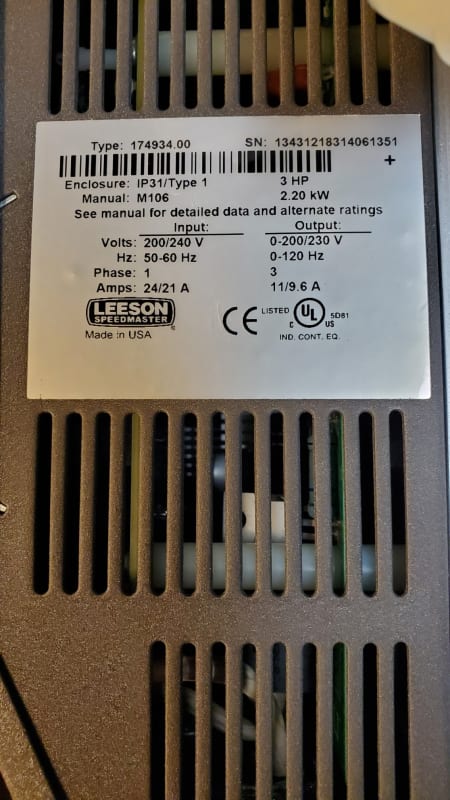 Type: 174934.00 SN: 13431218314061351
+
Enclosure: IP31/Type 1 3 HP
Manual: M106 2.20 kW
See manual for detailed data and alternate ratings
Input: Output:
Volts: 200/240 V 0-200/230 V
Hz: 50-60 Hz 0-120 Hz
Phase: 1 3
Amps: 24/21 A 11/9.6 A
LEESON
SPEEDMASTER ®
Made in USA
CE LISTED C UL US 5D81
IND. CONT. EQ.